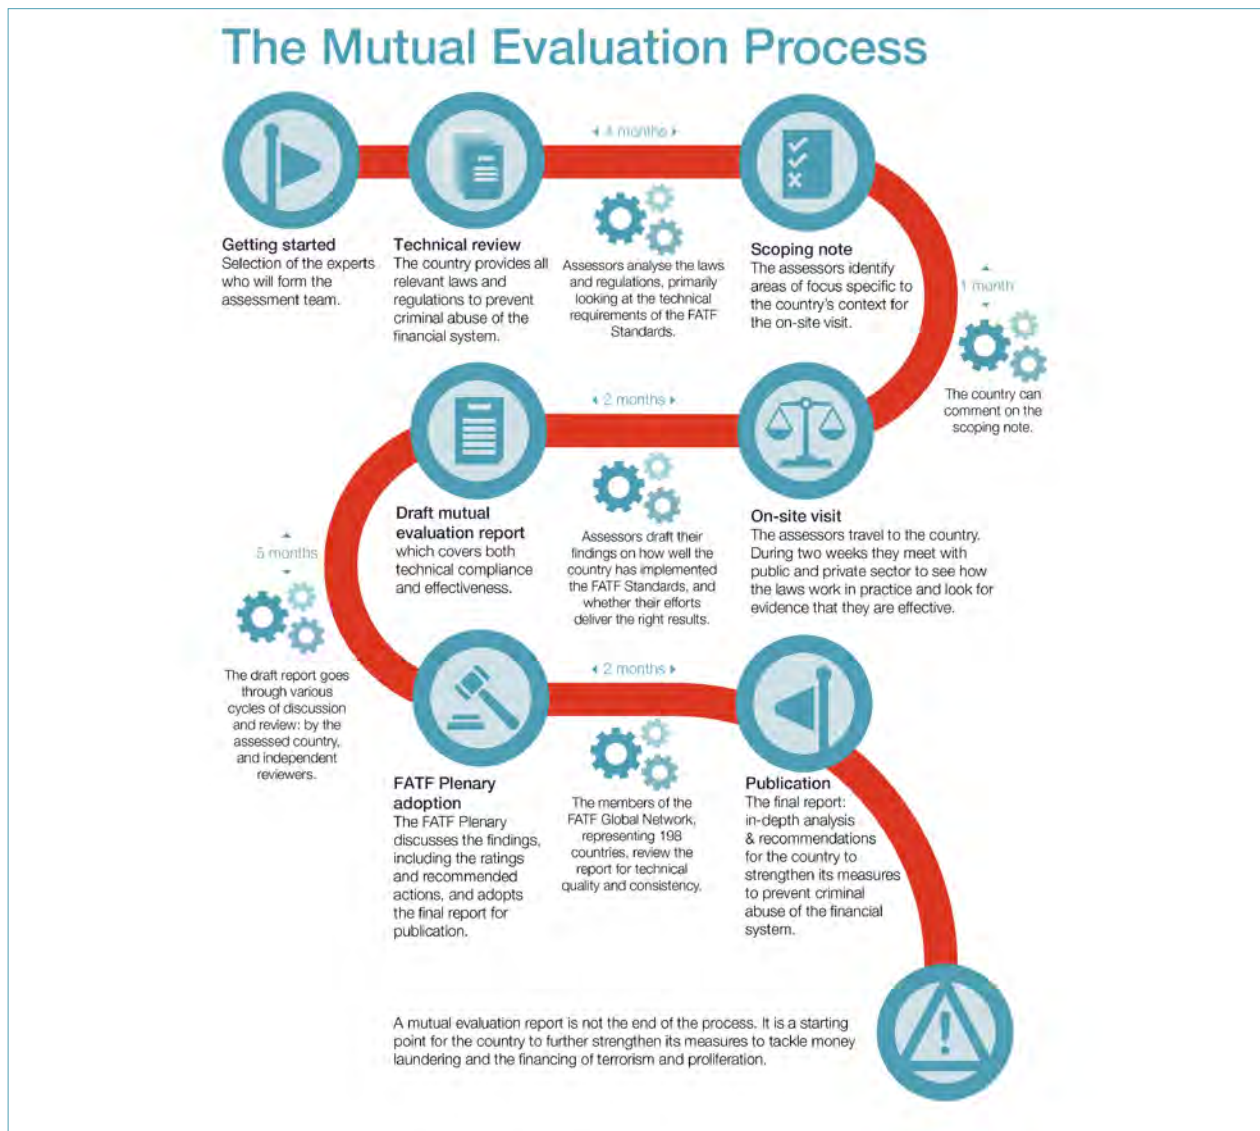 The Mutual Evaluation Process
Getting started
Selection of the experts
who will form the
assessment team.
Technical review
The country provides all
relevant laws and
regulations to prevent
criminal abuse of the
financial system.
4 months
Assessors analyse the laws
and regulations, primarily
looking at the technical
requirements of the FATF
Standards.
Scoping note
The assessors identify
areas of focus specific to
the country's context for
the on-site visit.
1 month
The country can
comment on the
scoping note.
On-site visit
The assessors travel to the country.
During two weeks they meet with
public and private sector to see how
the laws work in practice and look for
evidence that they are effective.
2 months
Assessors draft their
findings on how well the
country has implemented
the FATF Standards, and
whether their efforts
deliver the right results.
Draft mutual
evaluation report
which covers both
technical compliance
and effectiveness.
5 months
The draft report goes
through various
cycles of discussion
and review: by the
assessed country,
and independent
reviewers.
FATF Plenary
adoption
The FATF Plenary
discusses the findings,
including the ratings
and recommended
actions, and adopts
the final report for
publication.
2 months
The members of the
FATF Global Network,
representing 198
countries, review the
report for technical
quality and consistency.
Publication
The final report:
in-depth analysis
& recommendations
for the country to
strengthen its measures
to prevent criminal
abuse of the financial
system.
A mutual evaluation report is not the end of the process. It is a starting
point for the country to further strengthen its measures to tackle money
laundering and the financing of terrorism and proliferation.